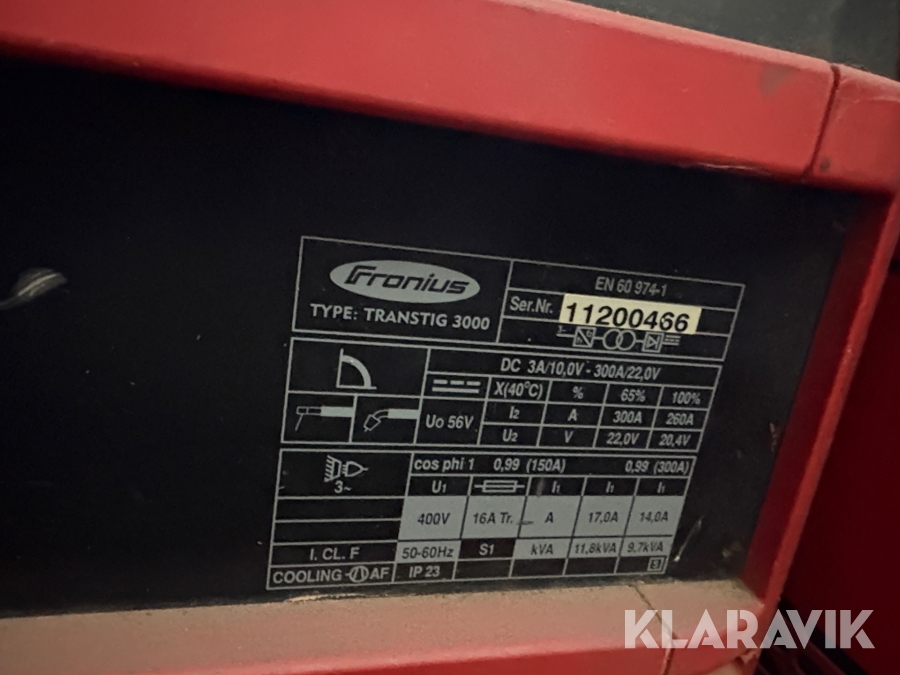 Fronius
TYPE: TRANSTIG 3000
EN 60 974-1
Ser.Nr. 11200466
DC 3A/10,0V - 300A/22,0V
X(40°C) % 65% 100%
Uo 56V
I2 A 300A 260A
U2 V 22,0V 20,4V
cos phi 1 0,99 (150A) 0,99 (300A)
3~
U1 I1 I1 I1
400V 16A Tr. A 17,0A 14,0A
I. CL. F 50-60Hz S1 kVA 11,8kVA 9,7kVA
COOLING AF IP 23 S
KLARAVIK